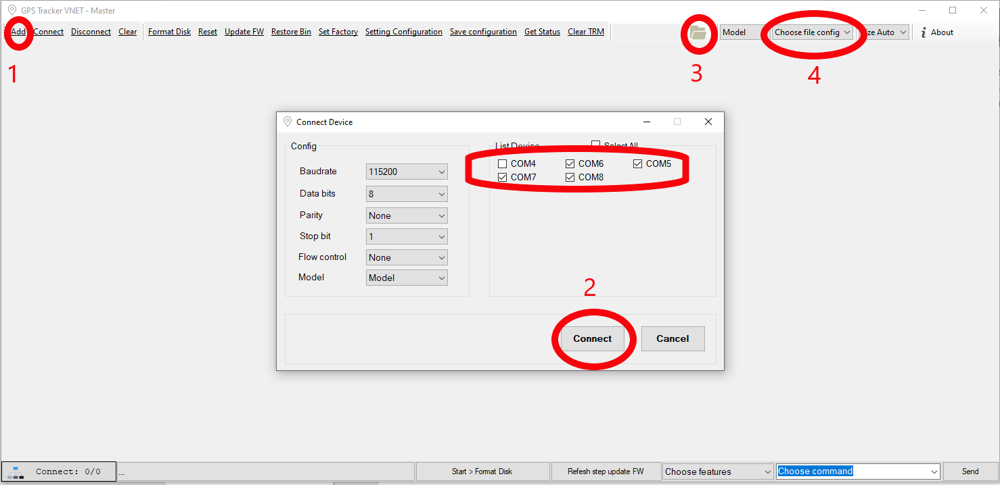 GPS Tracker VNET - Master
Add Connect Disconnect Clear Format Disk Reset Update FW Restore Bin Set Factory Setting Configuration Save configuration Get Status Clear TRM Model Choose file config ize Auto About
1
3
4
Connect Device
Config
List Device Select All
Baudrate 115200
COM4 COM6 COM5
COM7 COM8
Data bits 8
Parity None
Stop bit 1
Flow control None
Model Model
2
Connect Cancel
Connect: 0/0 ... Start > Format Disk Refesh step update FW Choose features Choose command Send